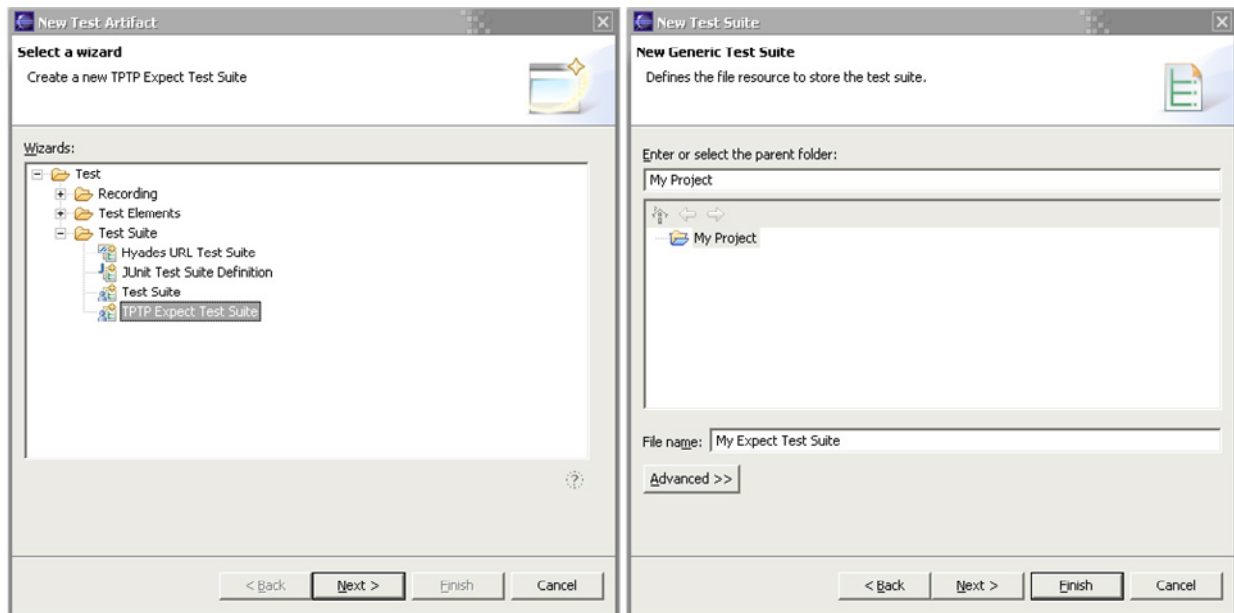 New Test Artifact
Select a wizard
Create a new TPTP Expect Test Suite
Wizards:
Test
Recording
Test Elements
Test Suite
Hyades URL Test Suite
JUnit Test Suite Definition
Test Suite
TPTP Expect Test Suite
< Back
Next >
Finish
Cancel
New Test Suite
New Generic Test Suite
Defines the file resource to store the test suite.
Enter or select the parent folder:
My Project
My Project
File name: My Expect Test Suite
Advanced >>
< Back
Next >
Finish
Cancel